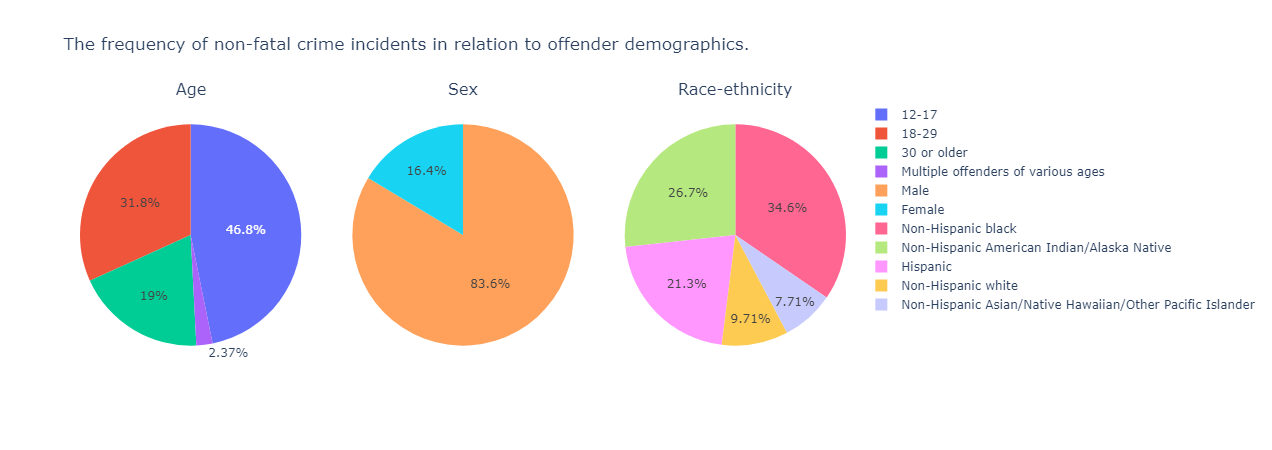 The frequency of non-fatal crime incidents in relation to offender demographics.
Age
Sex
Race-ethnicity
46.8%
31.8%
19%
2.37%
83.6%
16.4%
34.6%
26.7%
21.3%
9.71%
7.71%
12-17
18-29
30 or older
Multiple offenders of various ages
Male
Female
Non-Hispanic black
Non-Hispanic American Indian/Alaska Native
Hispanic
Non-Hispanic white
Non-Hispanic Asian/Native Hawaiian/Other Pacific Islander